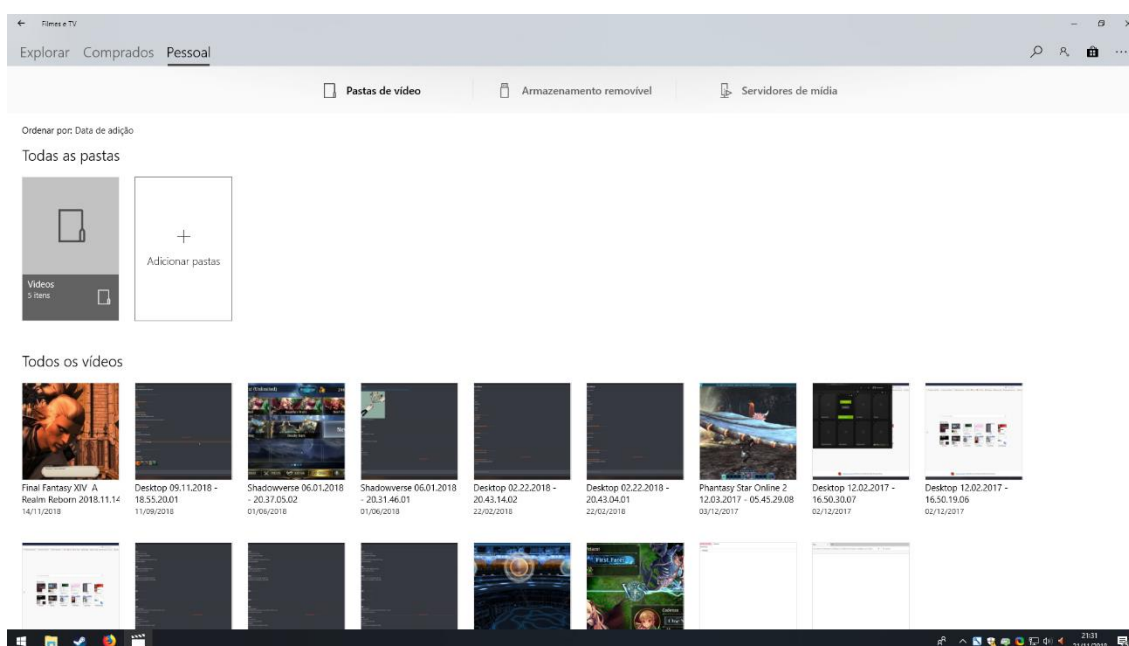 Filmes e TV
Explorar Comprados Pessoal
Pastas de vídeo Armazenamento removível Servidores de mídia
Ordenar por: Data de adição
Todas as pastas
Adicionar pastas
Videos
5 itens
Todos os vídeos
Final Fantasy XIV A
Realm Reborn 2018.11.14
14/11/2018
Desktop 09.11.2018 -
18.55.20.01
11/09/2018
Shadowverse 06.01.2018
- 20.37.05.02
01/06/2018
Shadowverse 06.01.2018
- 20.31.46.01
01/06/2018
Desktop 02.22.2018 -
20.43.14.02
22/02/2018
Desktop 02.22.2018 -
20.43.04.01
22/02/2018
Phantasy Star Online 2
12.03.2017 - 05.45.29.08
03/12/2017
Desktop 12.02.2017 -
16.50.30.07
02/12/2017
Desktop 12.02.2017 -
16.50.19.06
02/12/2017
21:31
21/11/2018